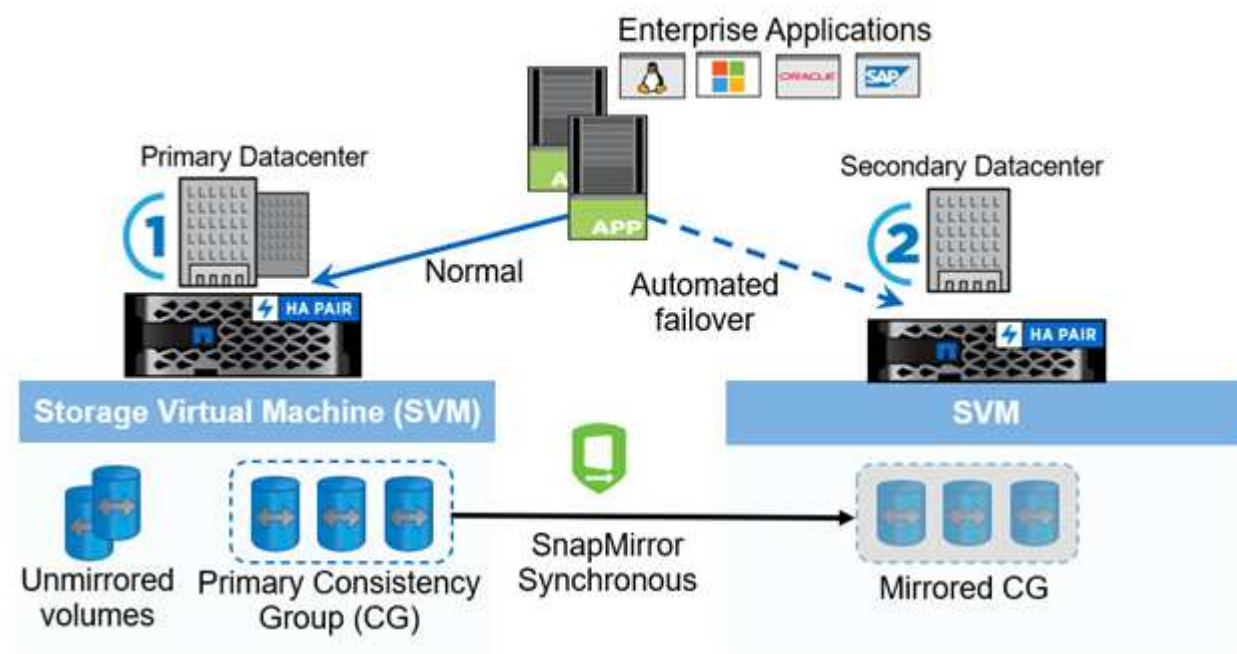 Enterprise Applications
ORACLE
SAP
Primary Datacenter
Secondary Datacenter
1
A
APP
2
Normal
Automated
failover
HA PAIR
HA PAIR
Storage Virtual Machine (SVM)
SVM
SnapMirror
Synchronous
Unmirrored
volumes
Primary Consistency
Group (CG)
Mirrored CG